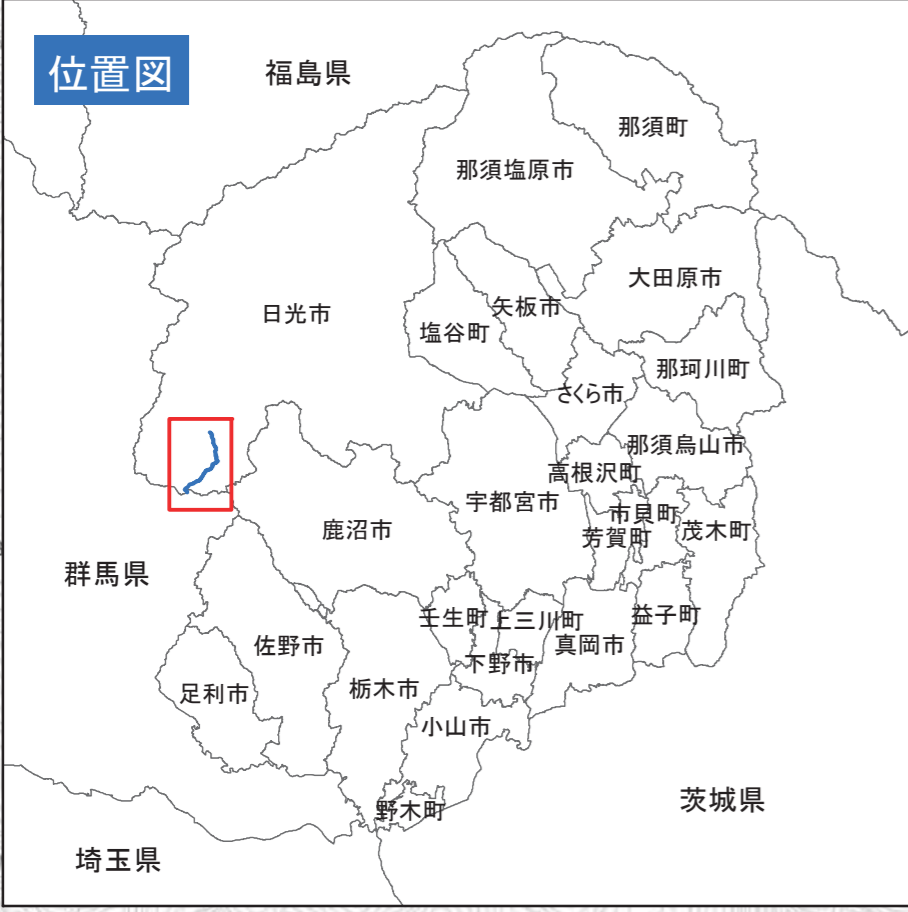 位置図
福島県
那須町
那須塩原市
大田原市
日光市
矢板市
塩谷町
那珂川町
さくら市
那須烏山市
高根沢町
宇都宮市
市貝町
鹿沼市
芳賀町
茂木町
群馬県
壬生町
上三川町
益子町
佐野市
真岡市
下野市
栃木市
足利市
小山市
茨城県
野木町
埼玉県